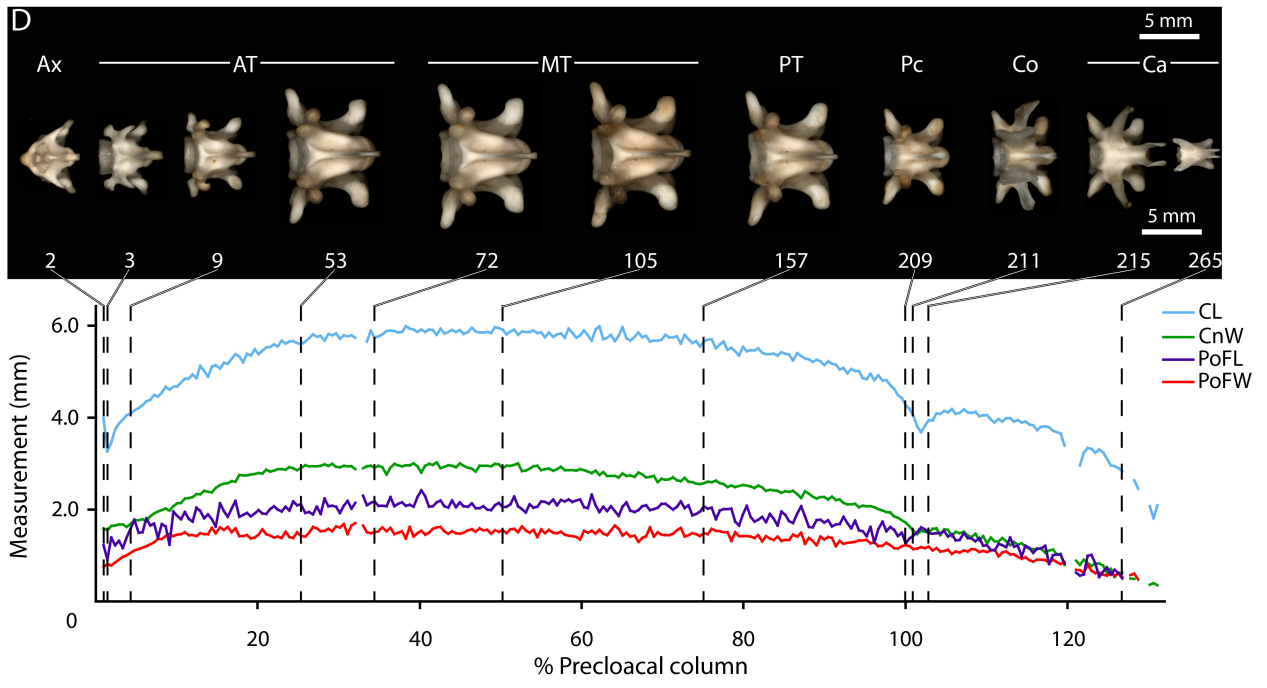 D
5 mm
Ax AT MT PT Pc Co Ca
5 mm
2 3 9 53 72 105 157 209 211 215 265
6.0
4.0
2.0
0
Measurement (mm)
CL
CnW
PoFL
PoFW
20 40 60 80 100 120
% Precloacal column